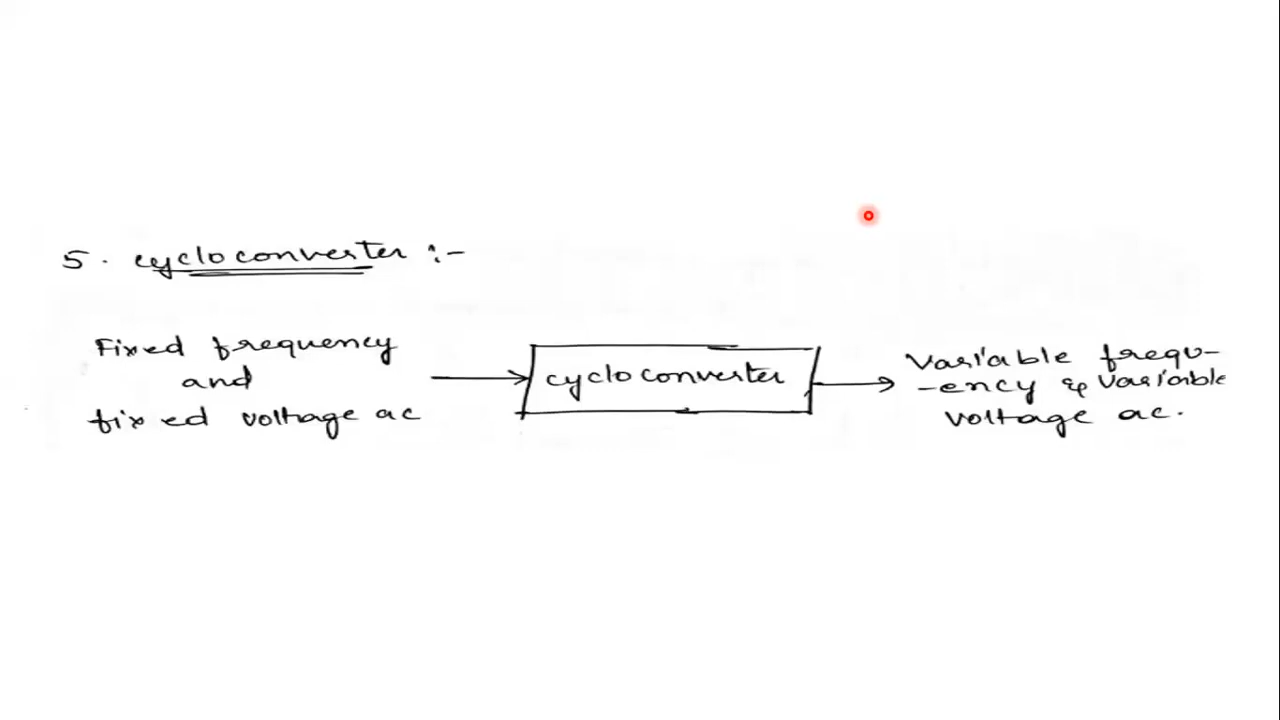 5. cycloconverter :-
Fixed frequency
and
fixed voltage ac
cycloconverter
Variable frequ-
-ency & variable
voltage ac.